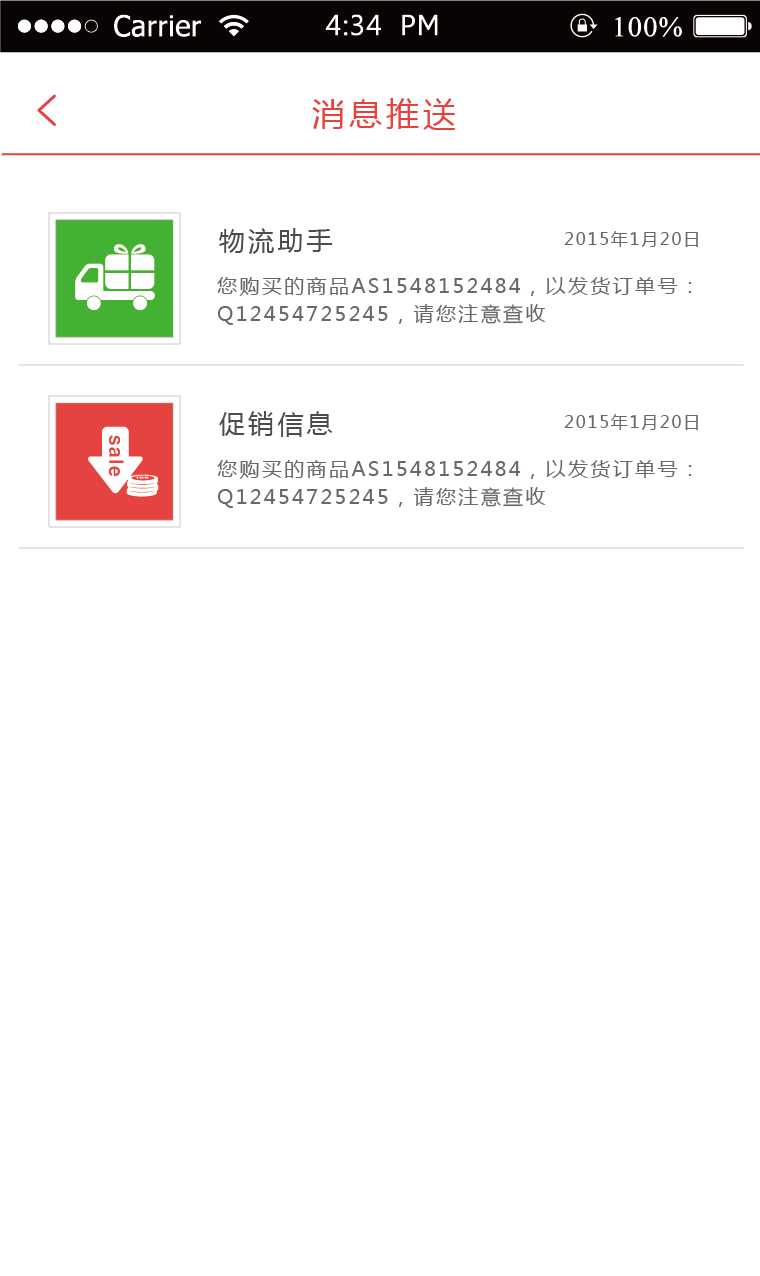 Carrier 4:34 PM 100%
消息推送
物流助手 2015年1月20日
您购买的商品AS1548152484，以发货订单号：
Q12454725245，请您注意查收
sale
促销信息 2015年1月20日
您购买的商品AS1548152484，以发货订单号：
Q12454725245，请您注意查收